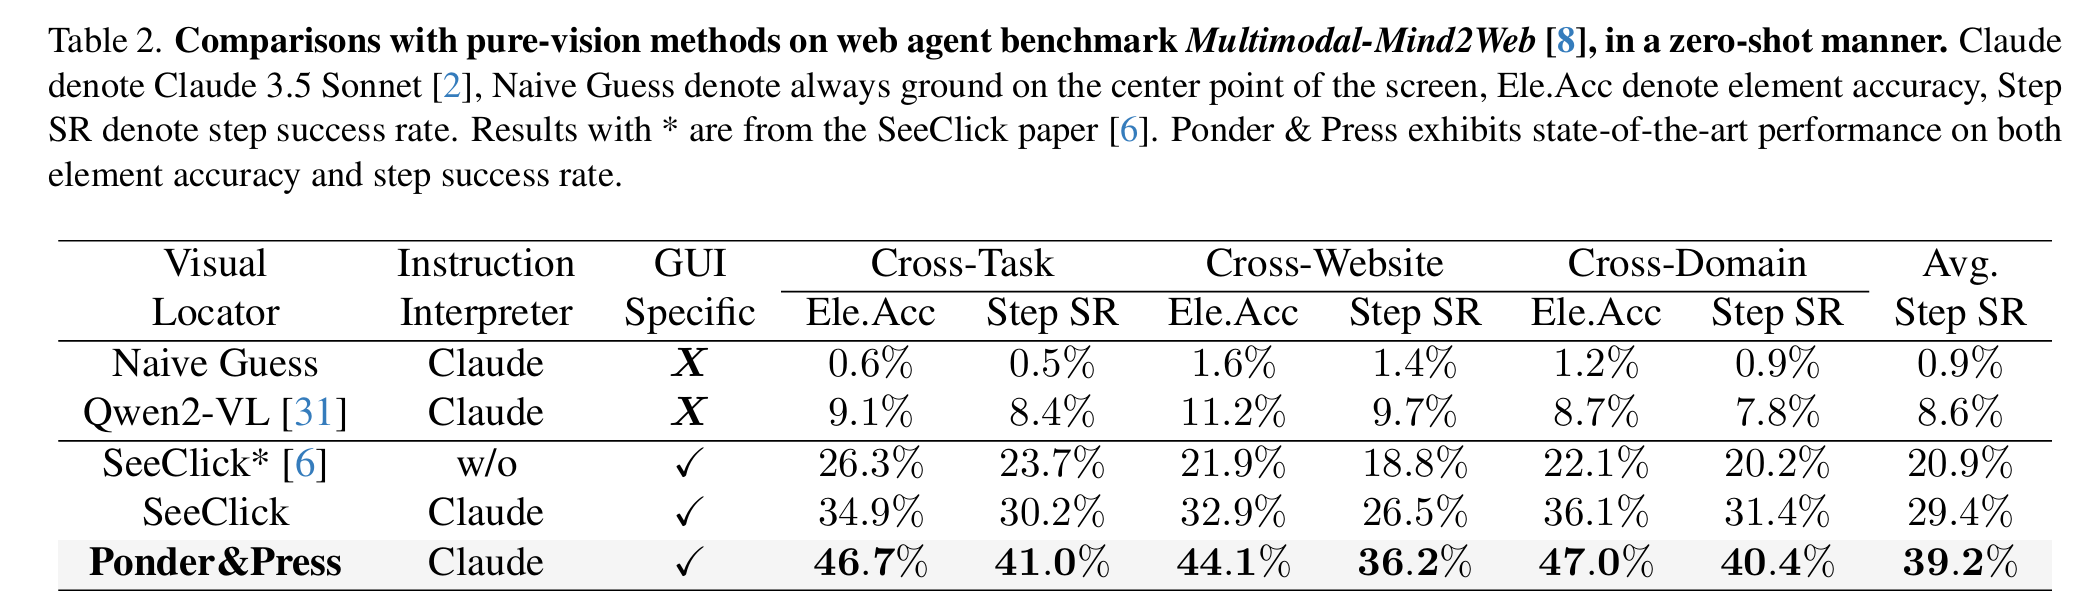 Table 2. Comparisons with pure-vision methods on web agent benchmark Multimodal-Mind2Web [8], in a zero-shot manner. Claude
denote Claude 3.5 Sonnet [2], Naive Guess denote always ground on the center point of the screen, Ele.Acc denote element accuracy, Step
SR denote step success rate. Results with * are from the SeeClick paper [6]. Ponder & Press exhibits state-of-the-art performance on both
element accuracy and step success rate.
Visual Instruction GUI Cross-Task Cross-Website Cross-Domain Avg.
Locator Interpreter Specific Ele.Acc Step SR Ele.Acc Step SR Ele.Acc Step SR Step SR
Naive Guess Claude X 0.6% 0.5% 1.6% 1.4% 1.2% 0.9% 0.9%
Qwen2-VL [31] Claude X 9.1% 8.4% 11.2% 9.7% 8.7% 7.8% 8.6%
SeeClick* [6] w/o ✓ 26.3% 23.7% 21.9% 18.8% 22.1% 20.2% 20.9%
SeeClick Claude ✓ 34.9% 30.2% 32.9% 26.5% 36.1% 31.4% 29.4%
Ponder&Press Claude ✓ 46.7% 41.0% 44.1% 36.2% 47.0% 40.4% 39.2%